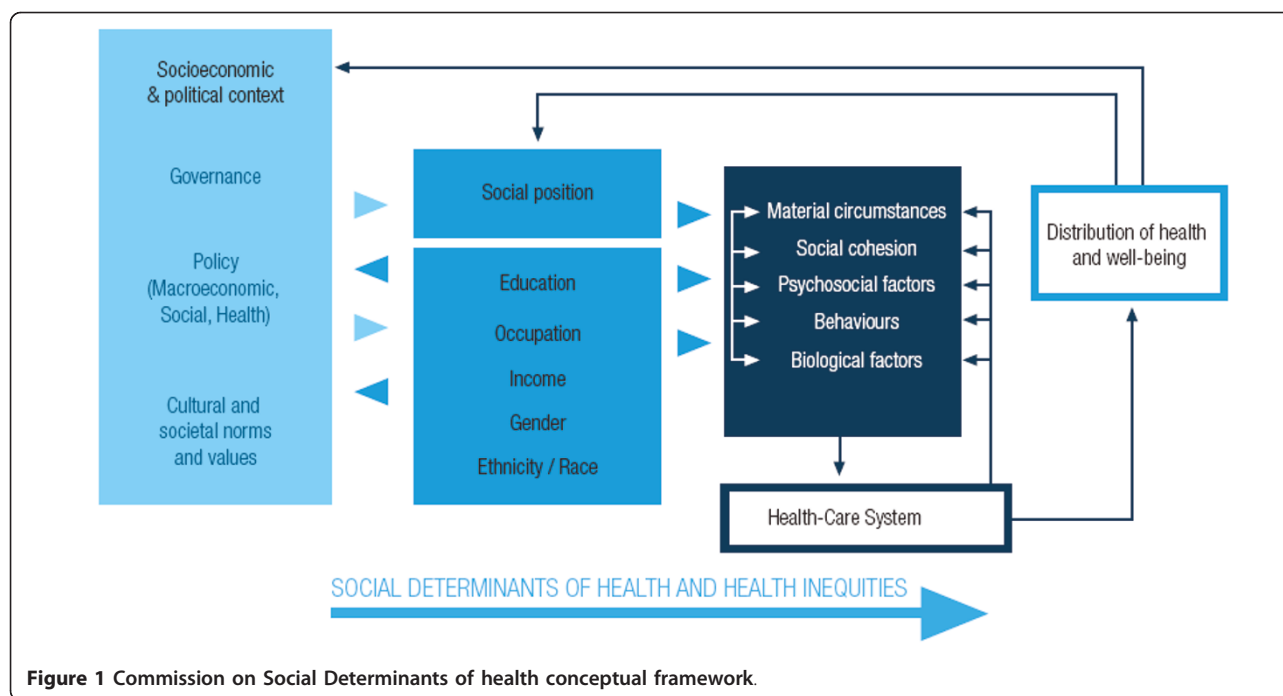 Socioeconomic
& political context
Governance
Policy
(Macroeconomic,
Social, Health)
Cultural and
societal norms
and values
Social position
Education
Occupation
Income
Gender
Ethnicity / Race
Material circumstances
Social cohesion
Psychosocial factors
Behaviours
Biological factors
Health-Care System
Distribution of health
and well-being
SOCIAL DETERMINANTS OF HEALTH AND HEALTH INEQUITIES
Figure 1 Commission on Social Determinants of health conceptual framework.